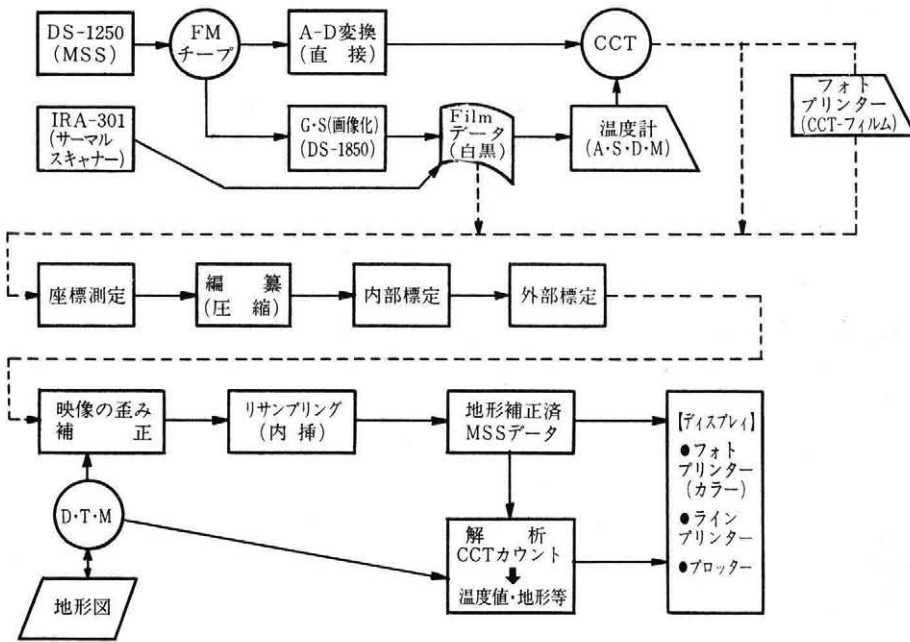 DS-1250
(MSS)
FM
チープ
A-D変換
(直 接)
CCT
フォト
プリンター
(CCT-フィルム)
IRA-301
(サーマル
スキャナー)
G・S(画像化)
(DS-1850)
Film
データ
(白黒)
温度計
(A・S・D・M)
座標測定
編 纂
(圧 縮)
内部標定
外部標定
映像の歪み
補 正
リサンプリング
(内 挿)
地形補正済
MSSデータ
【ディスプレイ】
●フォト
プリンター
(カラー)
●ライン
プリンター
●プロッター
D・T・M
解 析
CCTカウント
温度値・地形等
地形図